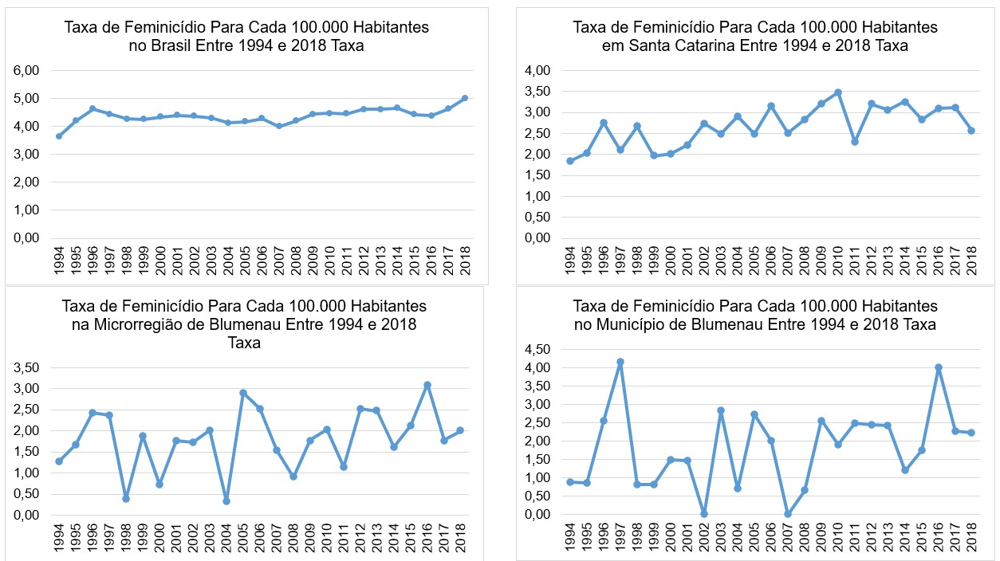 Taxa de Feminicídio Para Cada 100.000 Habitantes
no Brasil Entre 1994 e 2018 Taxa
6,00
5,00
4,00
3,00
2,00
1,00
0,00
1994 1995 1996 1997 1998 1999 2000 2001 2002 2003 2004 2005 2006 2007 2008 2009 2010 2011 2012 2013 2014 2015 2016 2017 2018
Taxa de Feminicídio Para Cada 100.000 Habitantes
em Santa Catarina Entre 1994 e 2018 Taxa
4,00
3,50
3,00
2,50
2,00
1,50
1,00
0,50
0,00
1994 1995 1996 1997 1998 1999 2000 2001 2002 2003 2004 2005 2006 2007 2008 2009 2010 2011 2012 2013 2014 2015 2016 2017 2018
Taxa de Feminicídio Para Cada 100.000 Habitantes
na Microrregião de Blumenau Entre 1994 e 2018
Taxa
3,50
3,00
2,50
2,00
1,50
1,00
0,50
0,00
1994 1995 1996 1997 1998 1999 2000 2001 2002 2003 2004 2005 2006 2007 2008 2009 2010 2011 2012 2013 2014 2015 2016 2017 2018
Taxa de Feminicídio Para Cada 100.000 Habitantes
no Município de Blumenau Entre 1994 e 2018 Taxa
4,50
4,00
3,50
3,00
2,50
2,00
1,50
1,00
0,50
0,00
1994 1995 1996 1997 1998 1999 2000 2001 2002 2003 2004 2005 2006 2007 2008 2009 2010 2011 2012 2013 2014 2015 2016 2017 2018